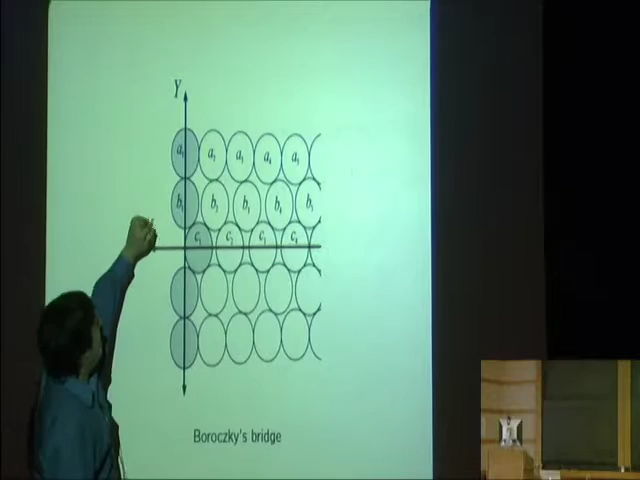 Y
a₁ a₂ a₃ a₄ a₅
b₁ b₂ b₃ b₄ b₅
c₁ c₂ c₃ c₄
Boroczky's bridge